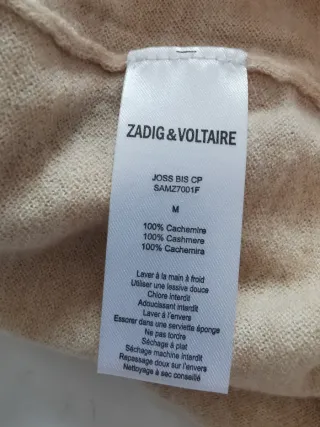 ZADIG & VOLTAIRE
JOSS BIS CP
SAMZ7001F
M
100% Cachemire
100% Cashmere
100% Cachemira
Laver à la main à froid
Utiliser une lessive douce
Chlore interdit
Adoucissant interdit
Laver à l'envers
Essorer dans une serviette éponge
Ne pas tordre
Séchage à plat
Séchage machine interdit
Repassage doux sur l'envers
Nettoyage à sec conseillé